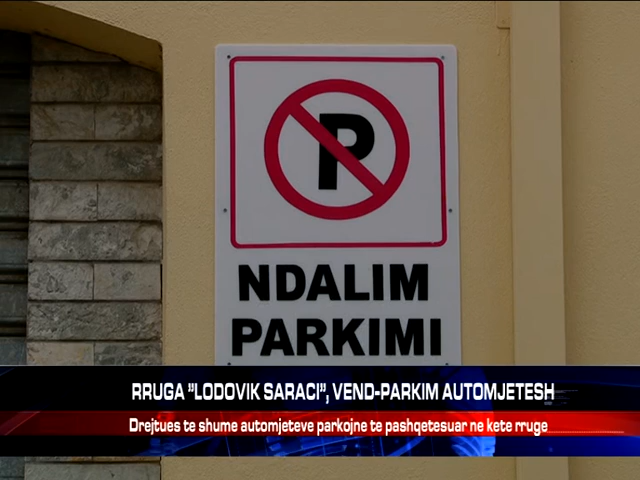 P
NDALIM
PARKIMI
RRUGA "LODOVIK SARACI", VEND-PARKIM AUTOMJETESH
Drejtues te shume automjeteve parkojne te pashqetesuar ne kete rruge